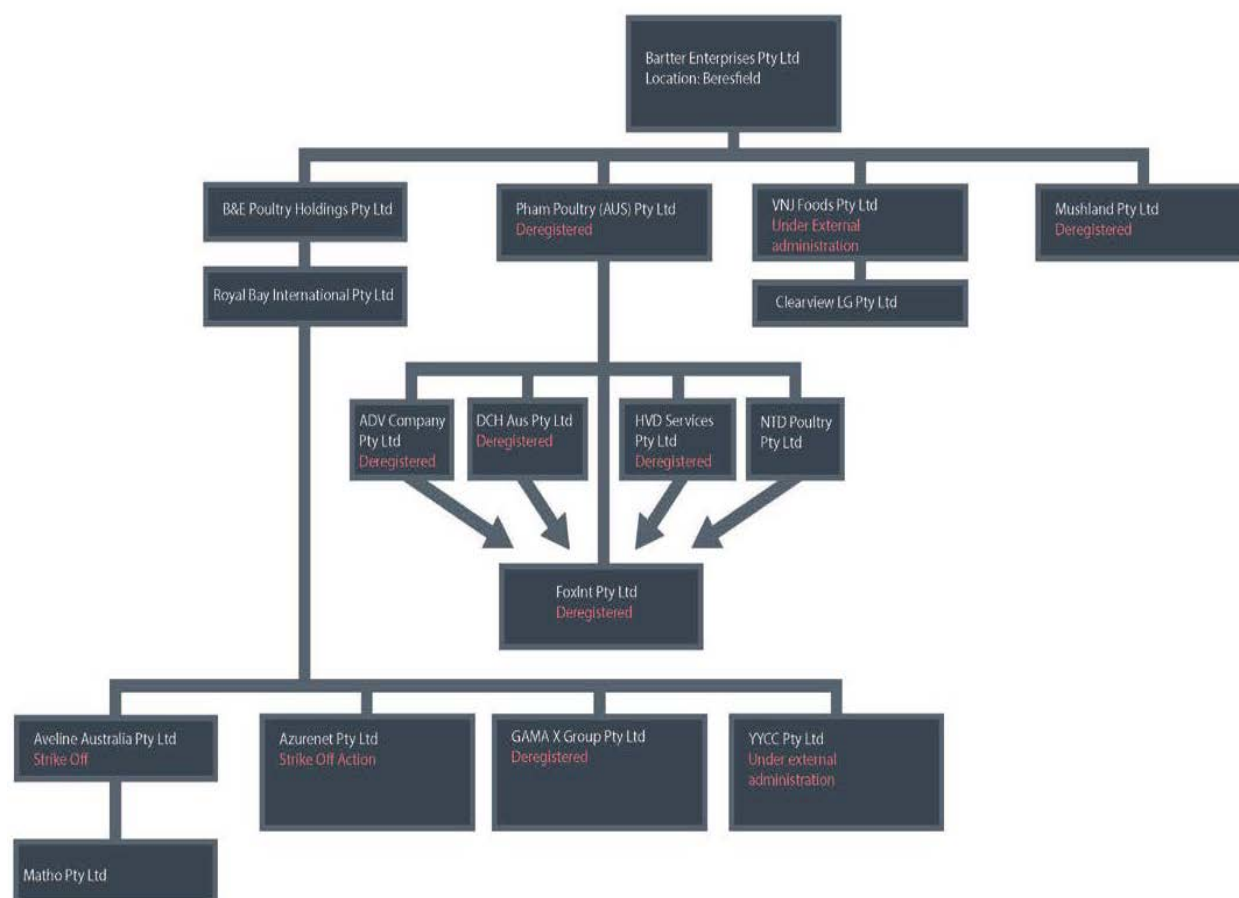 Bartter Enterprises Pty Ltd
Location: Beresfield
B&E Poultry Holdings Pty Ltd
Pham Poultry (AUS) Pty Ltd
Deregistered
VNJ Foods Pty Ltd
Under External
administration
Mushland Pty Ltd
Deregistered
Royal Bay International Pty Ltd
Clearview LG Pty Ltd
ADV Company
Pty Ltd
Deregistered
DCH Aus Pty Ltd
Deregistered
HVD Services
Pty Ltd
Deregistered
NTD Poultry
Pty Ltd
FoxInt Pty Ltd
Deregistered
Aveline Australia Pty Ltd
Strike Off
Azurenet Pty Ltd
Strike Off Action
GAMA X Group Pty Ltd
Deregistered
YYCC Pty Ltd
Under external
administration
Matho Pty Ltd